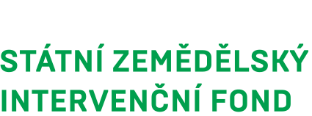 STÁTNÍ ZEMĚDĚLSKÝ
INTERVENČNÍ FOND